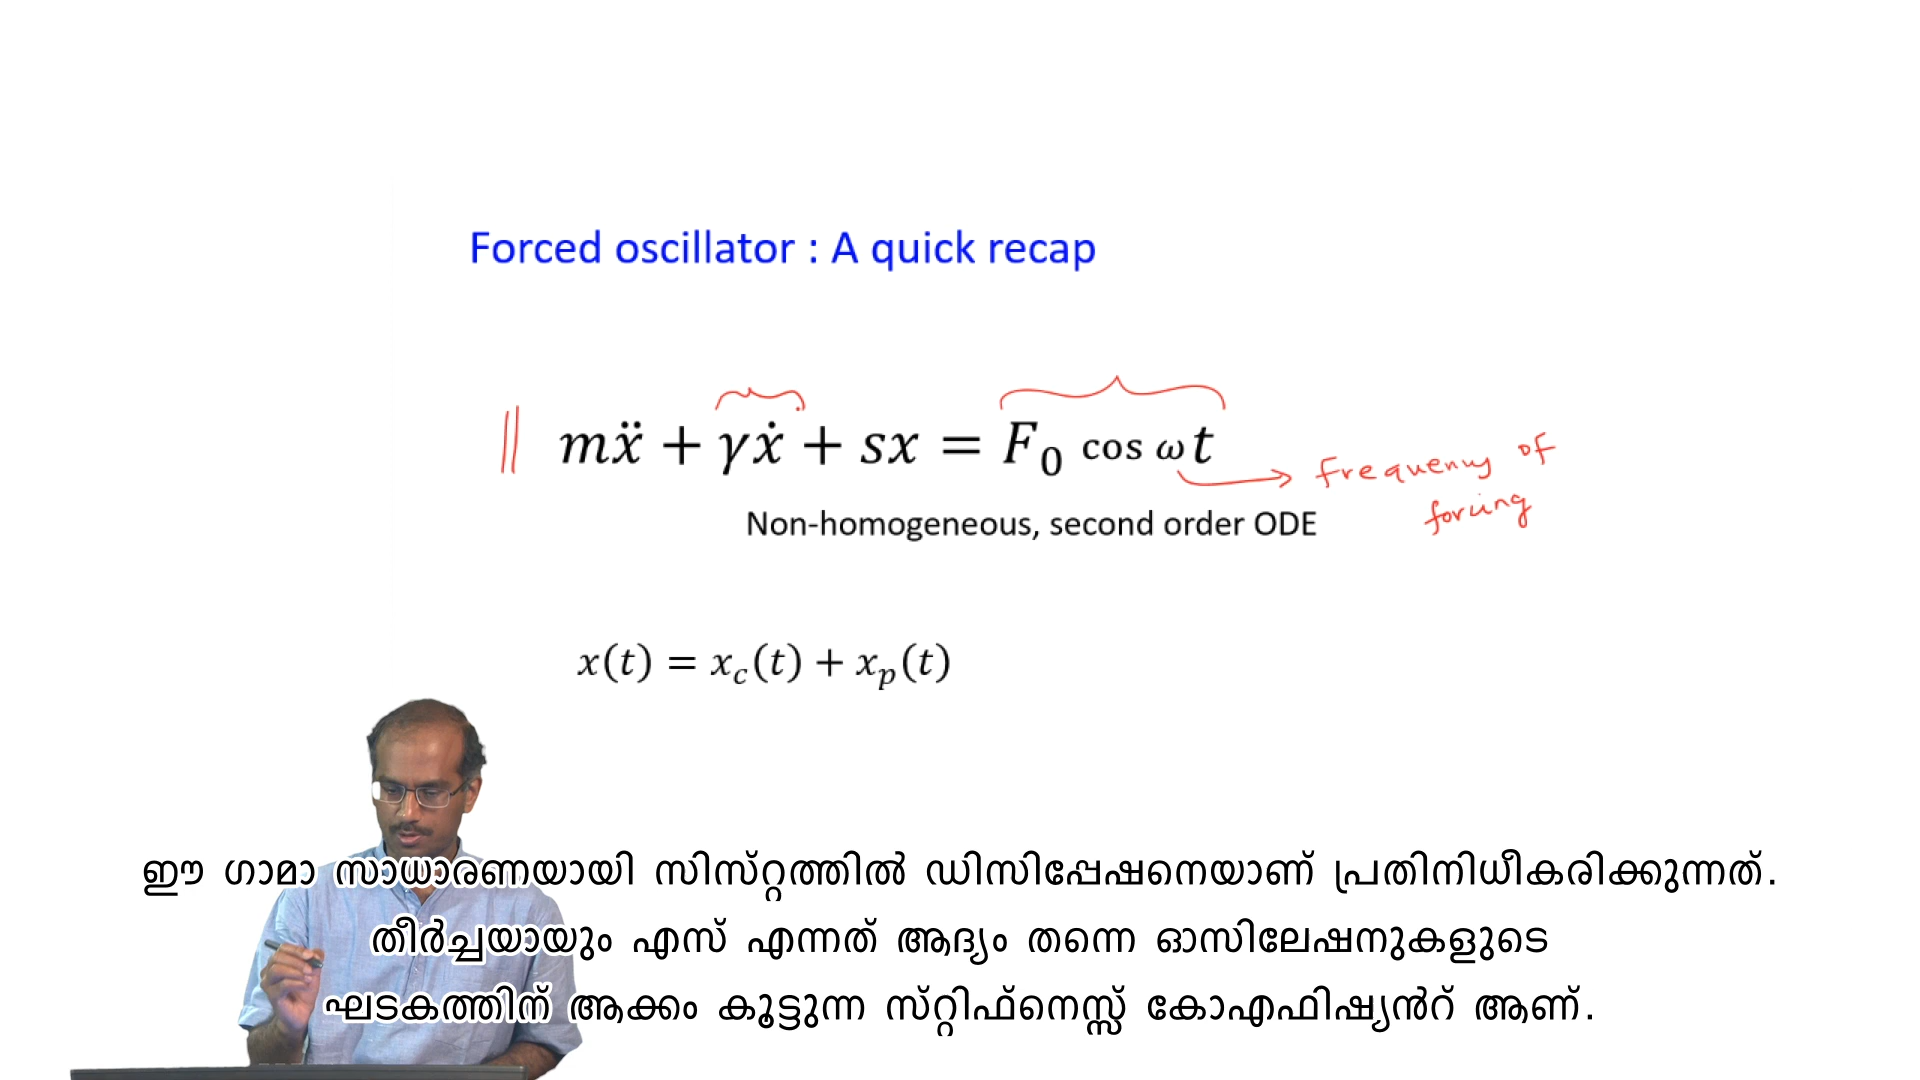 Forced oscillator : A quick recap
mẍ + γẋ + sx = F₀ cos ωt
Frequency of
forcing
Non-homogeneous, second order ODE
x(t) = x_c(t) + x_p(t)
ഈ ഗാമാ സാധാരണയായി സിസ്റ്റത്തിൽ ഡിസിപ്പേഷനെയാണ് പ്രതിനിധീകരിക്കുന്നത്.
തീർച്ചയായും എസ് എന്നത് ആദ്യം തന്നെ ഓസിലേഷനുകളുടെ
ഘടകത്തിന് ആക്കം കൂട്ടുന്ന സ്റ്റിഫ്നെസ്സ് കോഎഫിഷ്യൻറ് ആണ്.